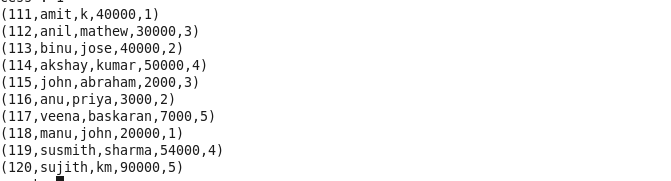 (111,amit,k,40000,1)
(112,anil,mathew,30000,3)
(113,binu,jose,40000,2)
(114,akshay,kumar,50000,4)
(115,john,abraham,2000,3)
(116,anu,priya,3000,2)
(117,veena,baskaran,7000,5)
(118,manu,john,20000,1)
(119,susmith,sharma,54000,4)
(120,sujith,km,90000,5)